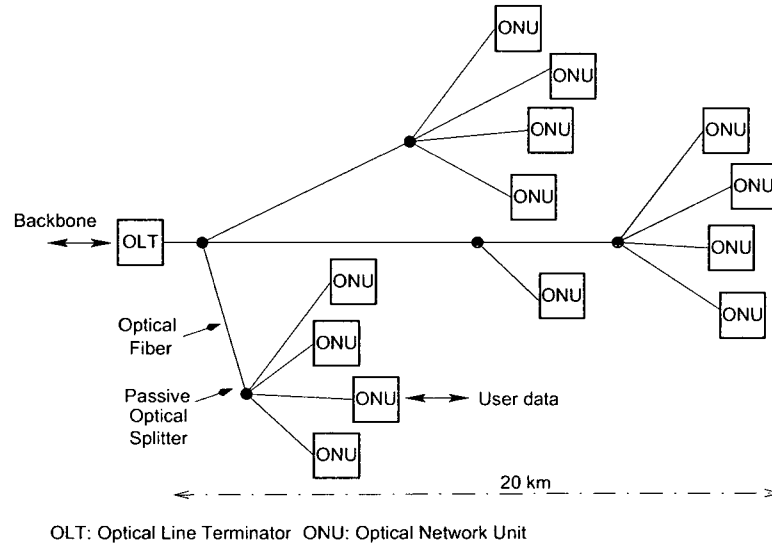 ONU
ONU
ONU
ONU
ONU
ONU
ONU
ONU
Backbone
OLT
ONU
ONU
Optical
Fiber
ONU
Passive
Optical
Splitter
ONU
User data
ONU
20 km
OLT: Optical Line Terminator ONU: Optical Network Unit